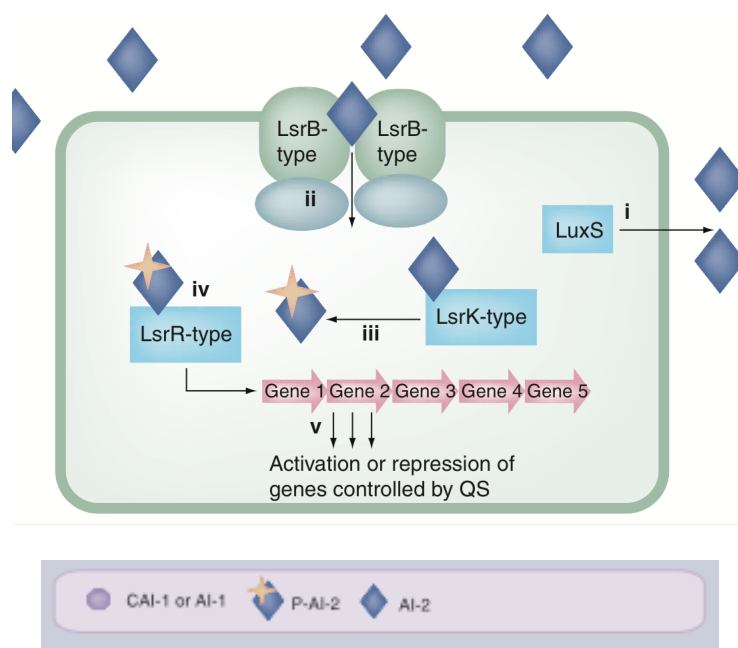 LsrB-
type
LsrB-
type
ii
i
LuxS
iv
LsrR-type
LsrK-type
iii
Gene 1
Gene 2
Gene 3
Gene 4
Gene 5
v
Activation or repression of
genes controlled by QS
CAI-1 or AI-1
P-AI-2
AI-2